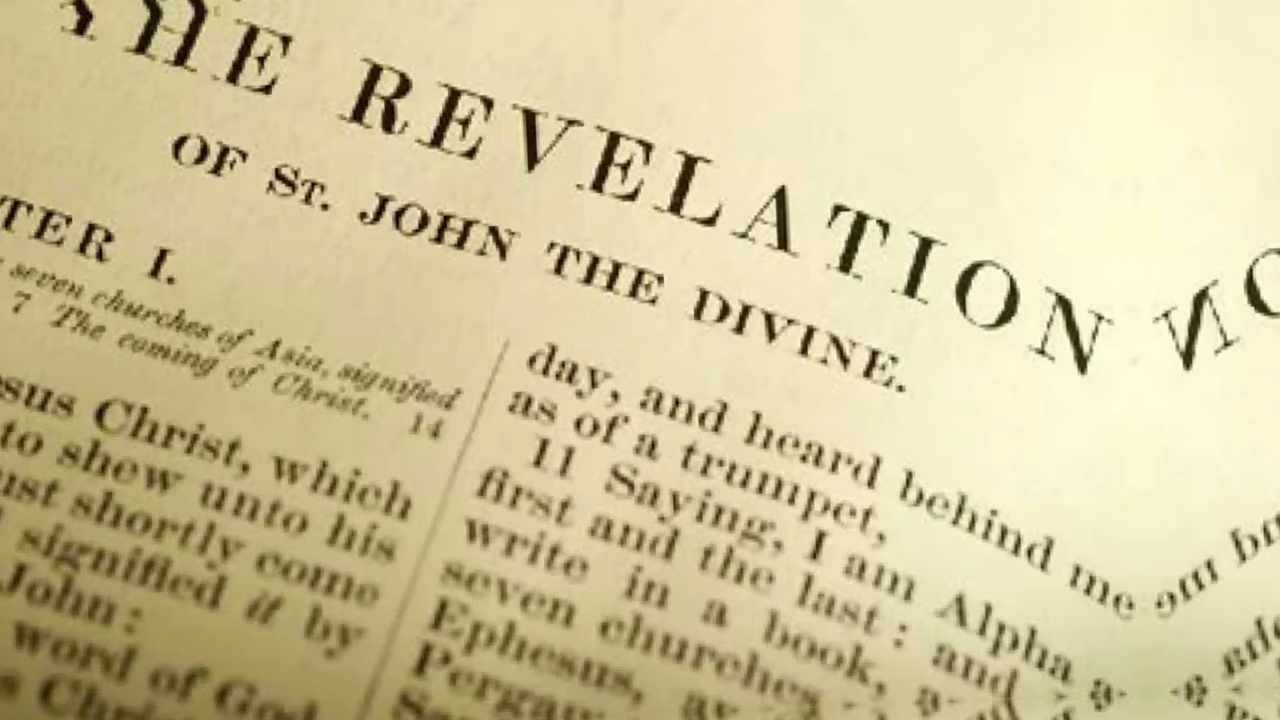 THE REVELATION
OF ST. JOHN THE DIVINE.
TER I.
seven churches of Asia, signified
7 The coming of Christ. 14
sus Christ, which
to shew unto his
ust shortly come
signified it by
John:
word of God
s Chris
day, and heard behind me
as of a trumpet,
11 Saying, I am Alpha
first and the last: and
write in a book,
seven churches
Ephesus,
Pergam